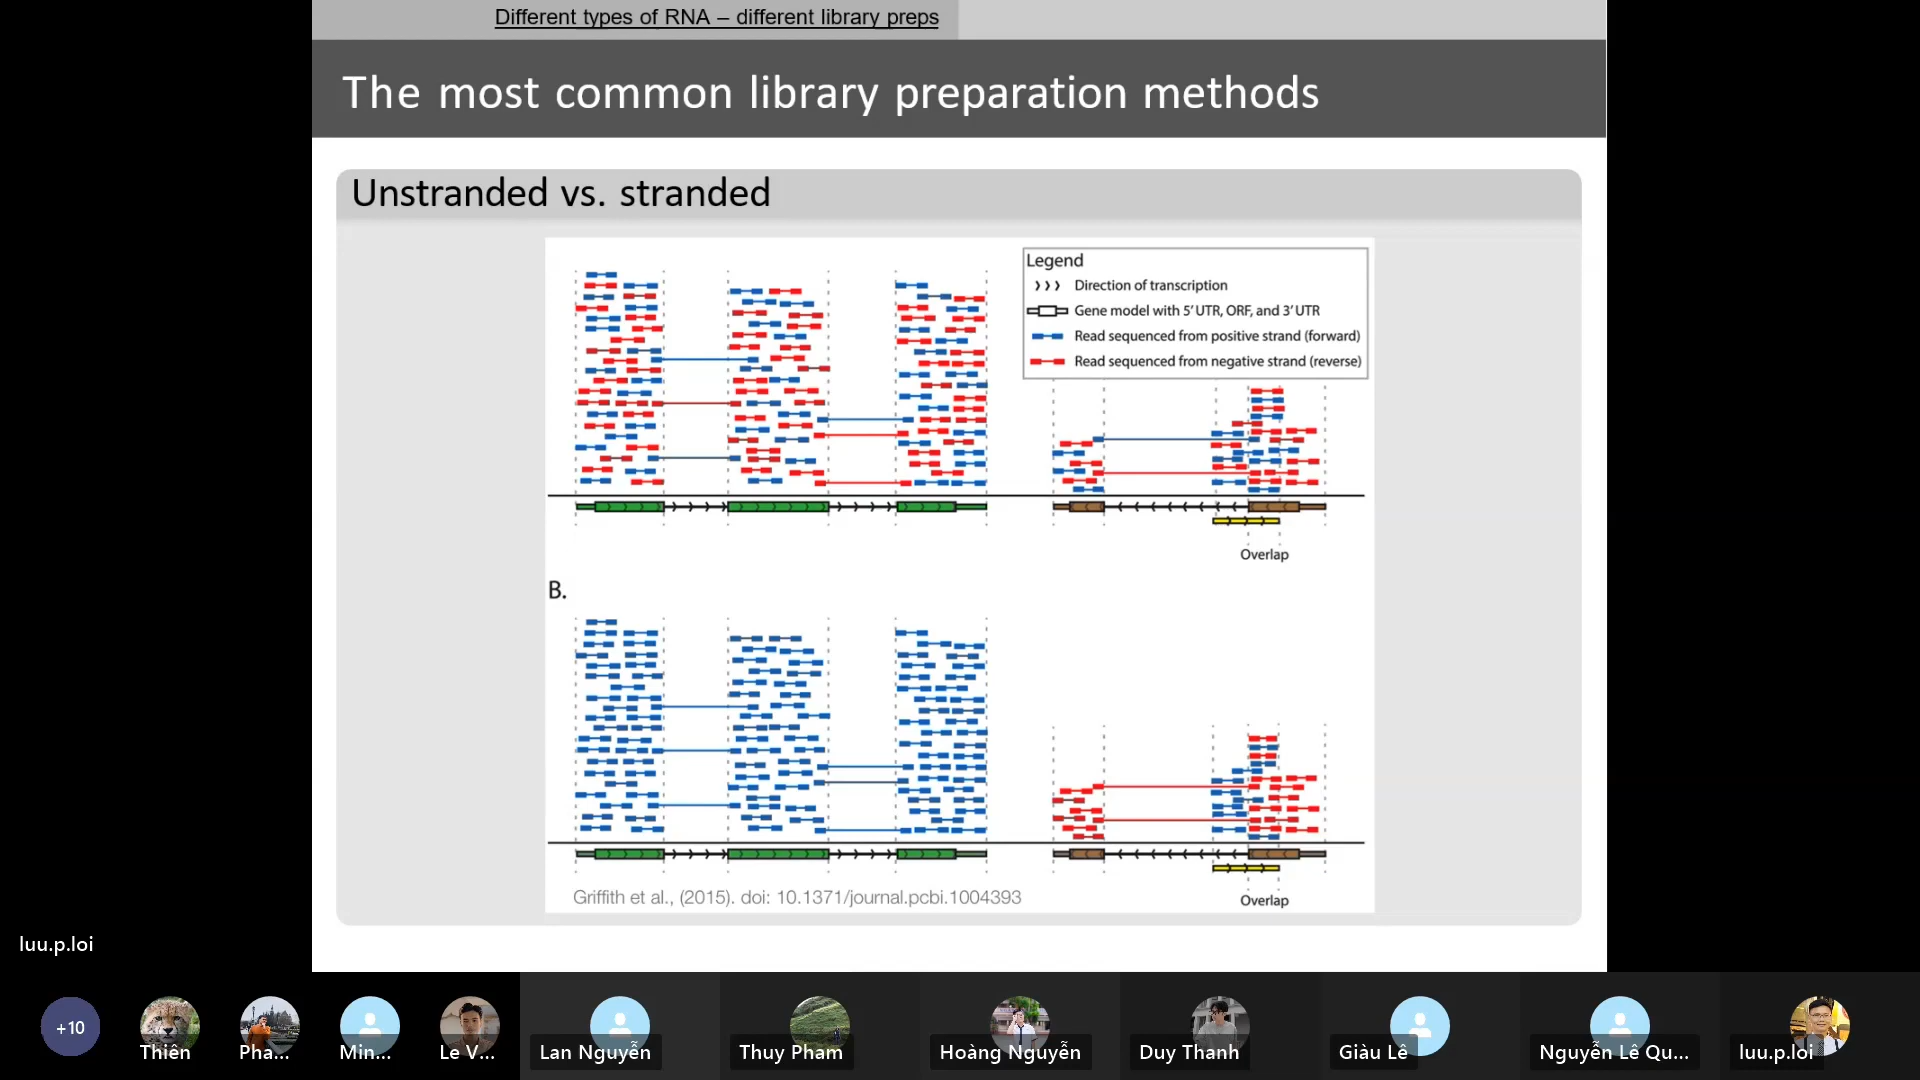 Different types of RNA – different library preps
The most common library preparation methods
Unstranded vs. stranded
Legend
Direction of transcription
Gene model with 5' UTR, ORF, and 3' UTR
Read sequenced from positive strand (forward)
Read sequenced from negative strand (reverse)
Overlap
B.
Overlap
Griffith et al., (2015). doi: 10.1371/journal.pcbi.1004393
luu.p.loi
+10
Thiên
Pha...
Min...
Le V...
Lan Nguyễn
Thuy Pham
Hoàng Nguyễn
Duy Thanh
Giàu Lê
Nguyễn Lê Qu...
luu.p.loi